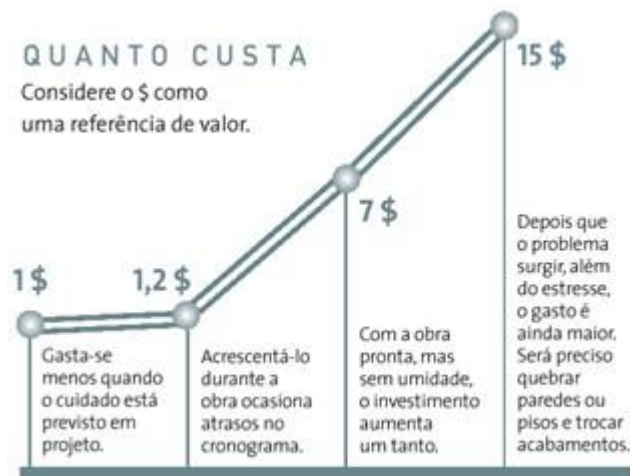 QUANTO CUSTA
Considere o $ como
uma referência de valor.
1 $
Gasta-se
menos quando
o cuidado está
previsto em
projeto.
1,2 $
Acrescentá-lo
durante a
obra ocasiona
atrasos no
cronograma.
7 $
Com a obra
pronta, mas
sem umidade,
o investimento
aumenta
um tanto.
15 $
Depois que
o problema
surgir, além
do estresse,
o gasto é
ainda maior.
Será preciso
quebrar
paredes ou
pisos e trocar
acabamentos.